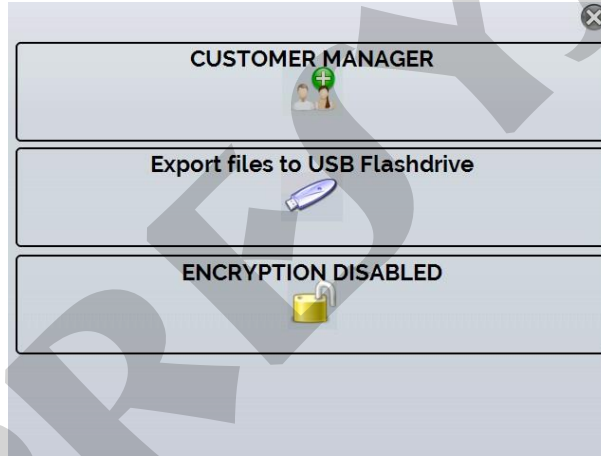 CUSTOMER MANAGER
Export files to USB Flashdrive
ENCRYPTION DISABLED